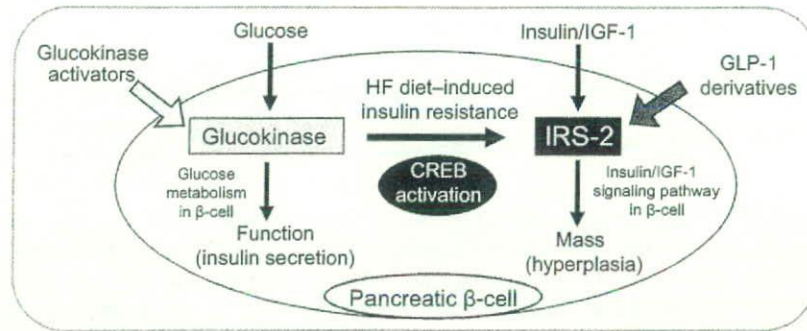 Glucose
Insulin/IGF-1
Glucokinase
activators
GLP-1
derivatives
HF diet–induced
insulin resistance
Glucokinase
IRS-2
CREB
activation
Glucose
metabolism
in β-cell
Insulin/IGF-1
signaling pathway
in β-cell
Function
(insulin secretion)
Mass
(hyperplasia)
Pancreatic β-cell